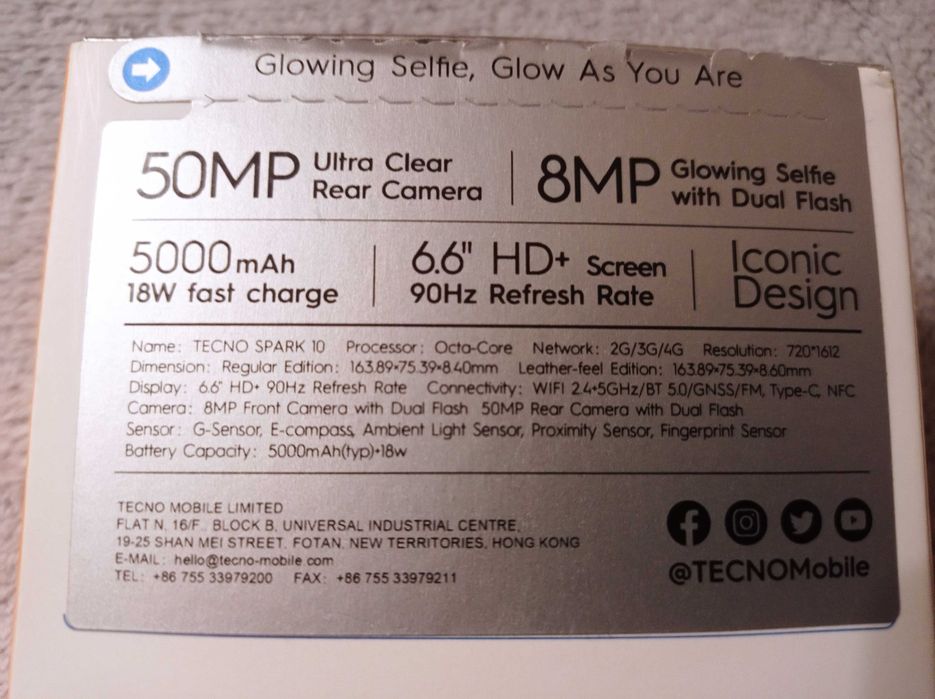 Glowing Selfie, Glow As You Are
50MP Ultra Clear Rear Camera
8MP Glowing Selfie with Dual Flash
5000mAh 18W fast charge
6.6" HD+ Screen 90Hz Refresh Rate
Iconic Design
Name: TECNO SPARK 10 Processor: Octa-Core Network: 2G/3G/4G Resolution: 720*1612
Dimension: Regular Edition: 163.89*75.39*8.40mm Leather-feel Edition: 163.89*75.39*8.60mm
Display: 6.6" HD+ 90Hz Refresh Rate Connectivity: WIFI 2.4+5GHz/BT 5.0/GNSS/FM, Type-C, NFC
Camera: 8MP Front Camera with Dual Flash 50MP Rear Camera with Dual Flash
Sensor: G-Sensor, E-compass, Ambient Light Sensor, Proximity Sensor, Fingerprint Sensor
Battery Capacity: 5000mAh(typ)+18w
TECNO MOBILE LIMITED
FLAT N, 16/F., BLOCK B, UNIVERSAL INDUSTRIAL CENTRE,
19-25 SHAN MEI STREET, FOTAN, NEW TERRITORIES, HONG KONG
E-MAIL: hello@tecno-mobile.com
TEL: +86 755 33979200 FAX: +86 755 33979211
@TECNOMobile